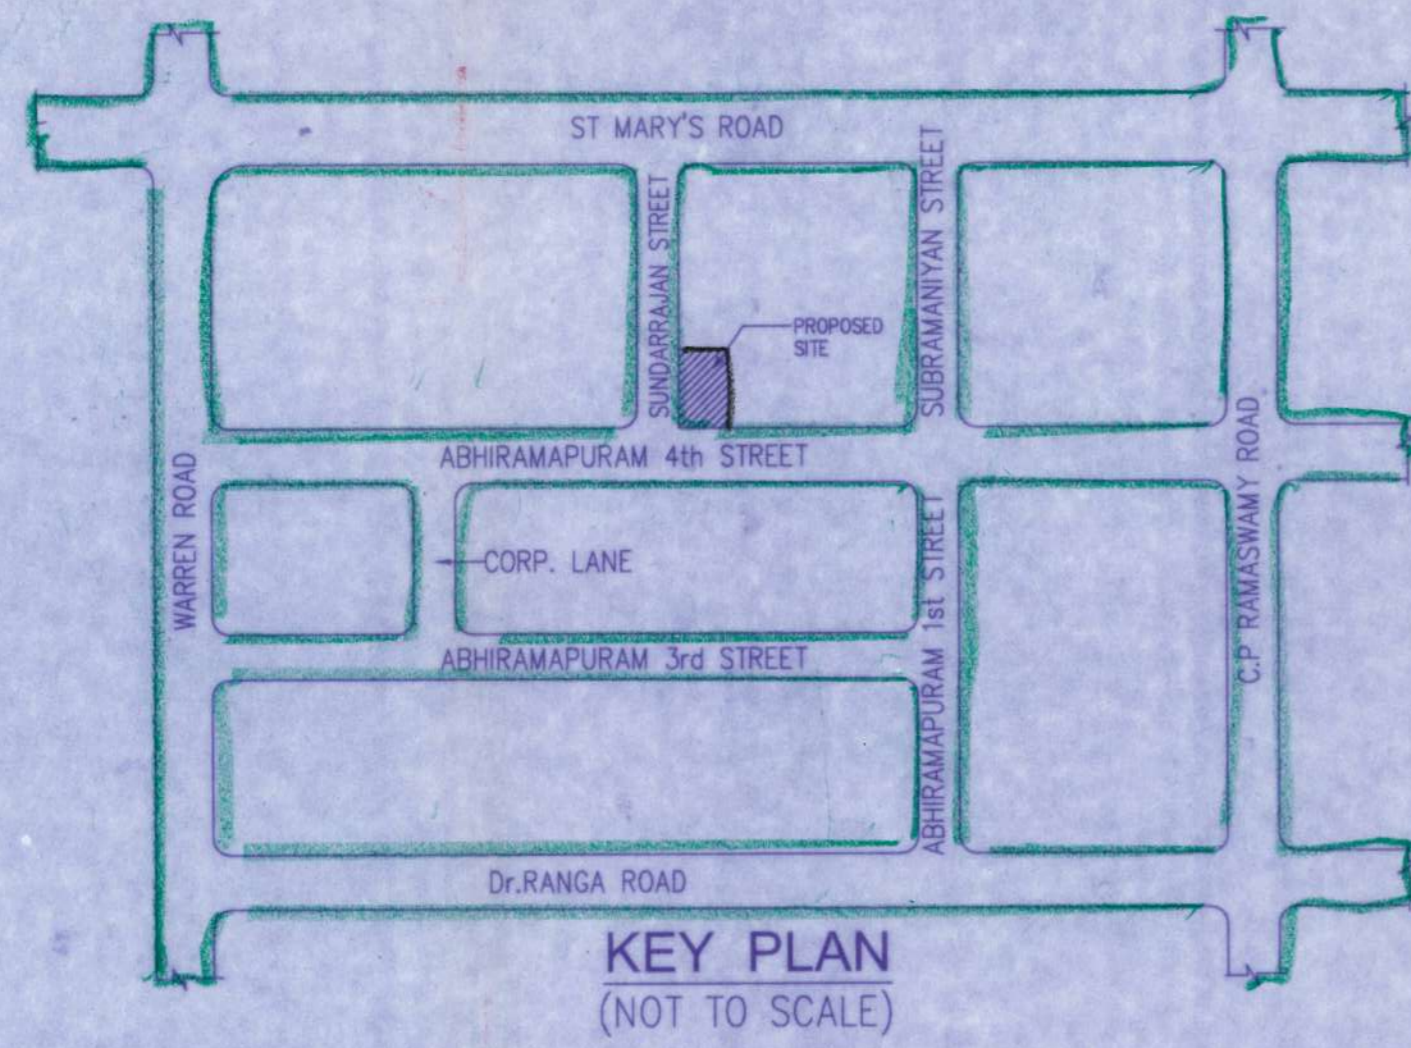 ST MARY'S ROAD
SUNDARRAJAN STREET
SUBRAMANIYAN STREET
PROPOSED
SITE
ABHIRAMAPURAM 4th STREET
WARREN ROAD
C.P RAMASWAMY ROAD
CORP. LANE
ABHIRAMAPURAM 1st STREET
ABHIRAMAPURAM 3rd STREET
Dr.RANGA ROAD
KEY PLAN
(NOT TO SCALE)